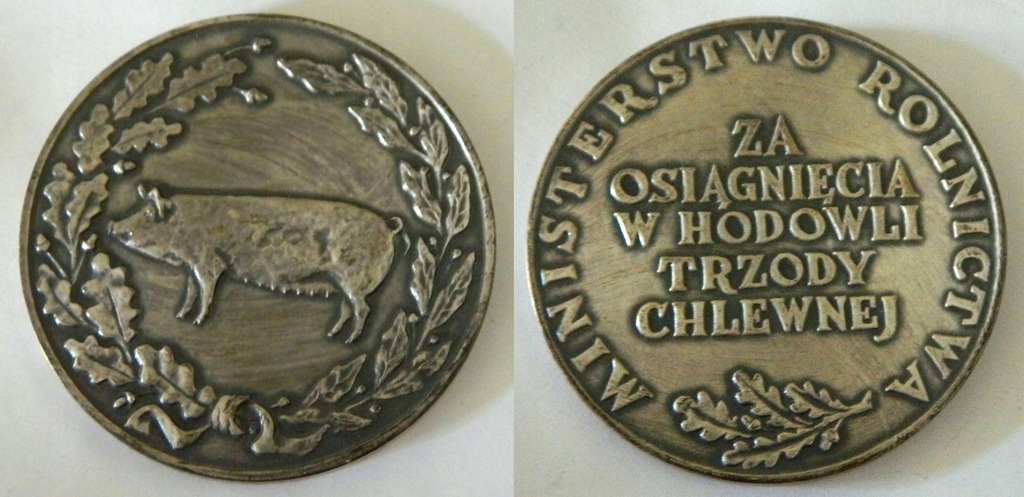 MINISTERSTWO ROLNICTWA
ZA
OSIĄGNIĘCIA
W HODOWLI
TRZODY
CHLEWNEJ